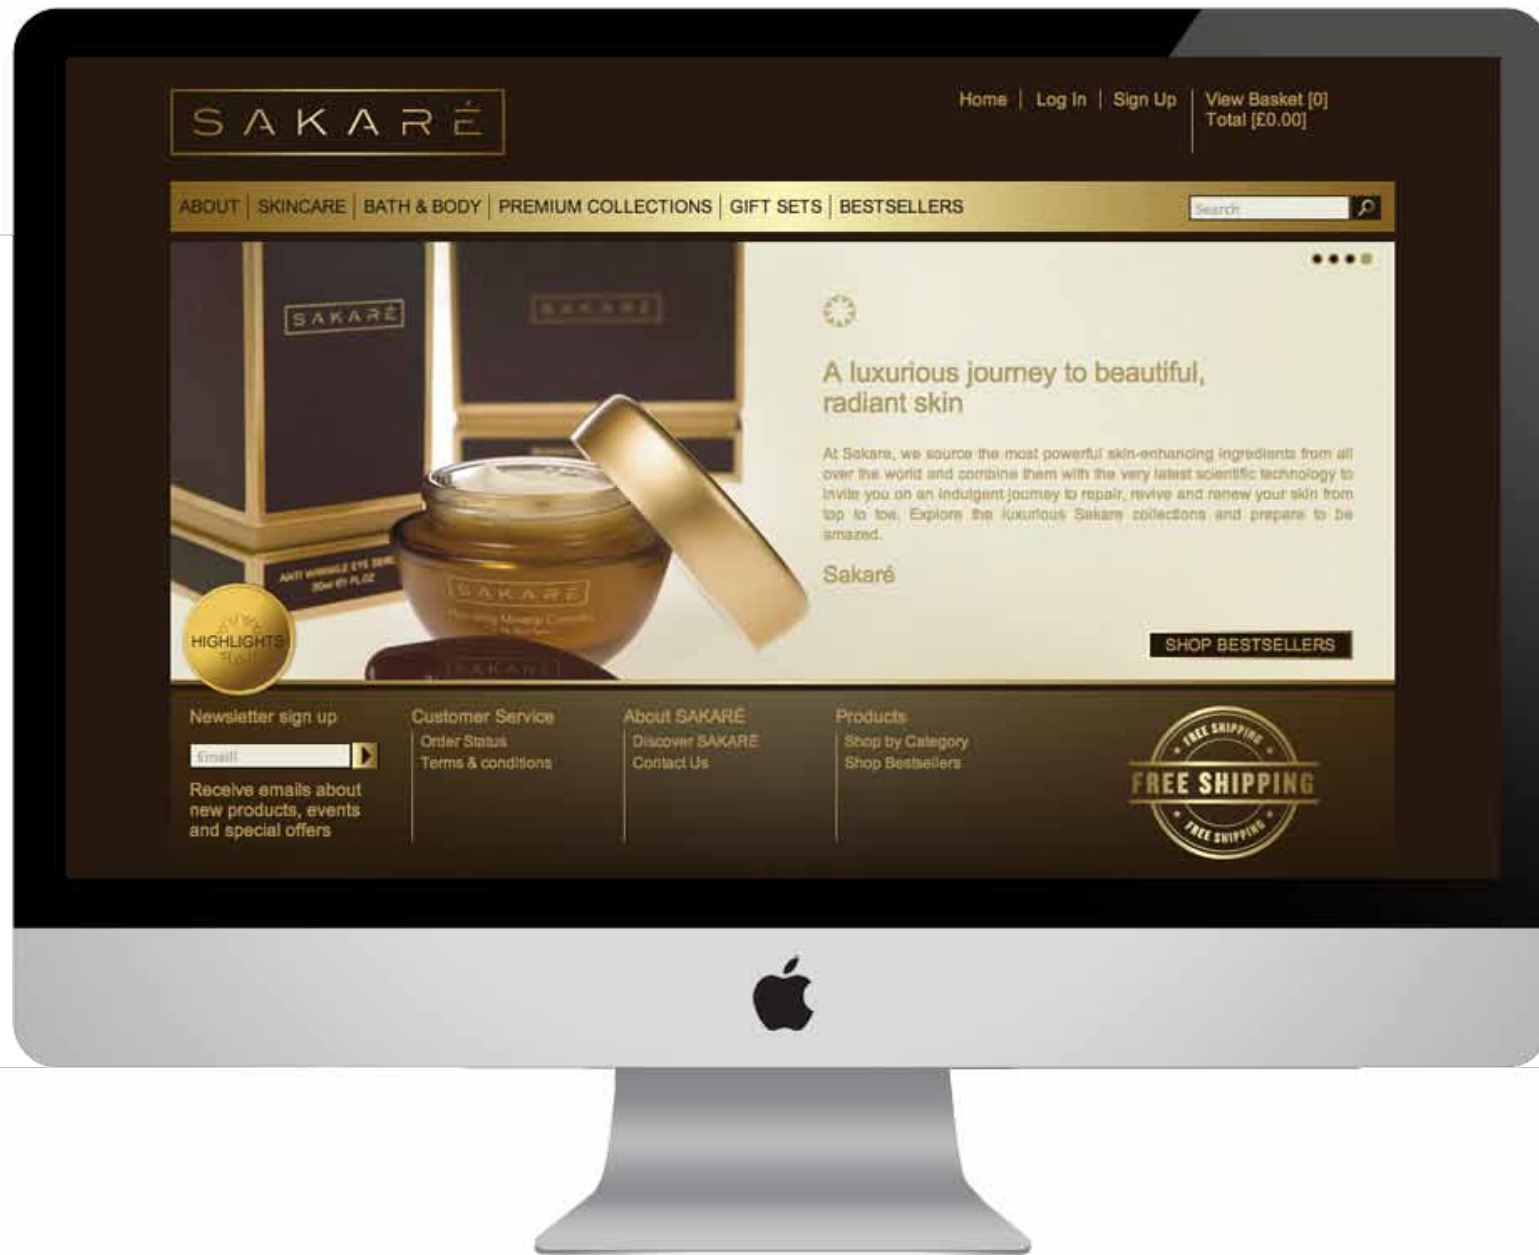 SAKARÉ
Home | Log In | Sign Up
View Basket [0]
Total [£0.00]
ABOUT | SKINCARE | BATH & BODY | PREMIUM COLLECTIONS | GIFT SETS | BESTSELLERS
Search
SAKARÉ
SAKARÉ
ANTI WRINKLE EYE
SAKARÉ
SAKARÉ
HIGHLIGHTS
A luxurious journey to beautiful,
radiant skin
At Sakare, we source the most powerful skin-enhancing ingredients from all
over the world and combine them with the very latest scientific technology to
invite you on an indulgent journey to repair, revive and renew your skin from
top to toe. Explore the luxurious Sakare collections and prepare to be
amazed.
Sakaré
SHOP BESTSELLERS
Newsletter sign up
Email
Receive emails about
new products, events
and special offers
Customer Service
Order Status
Terms & conditions
About SAKARÉ
Discover SAKARÉ
Contact Us
Products
Shop by Category
Shop Bestsellers
FREE SHIPPING
FREE SHIPPING
FREE SHIPPING